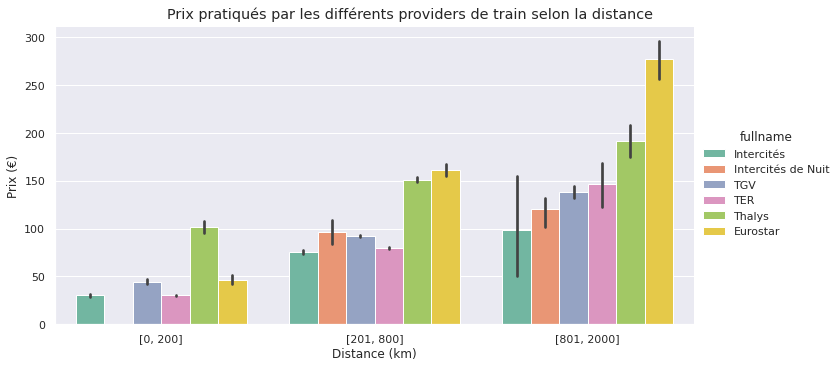 Prix pratiqués par les différents providers de train selon la distance
Prix (€)
300
250
200
150
100
50
0
[0, 200]
[201, 800]
[801, 2000]
Distance (km)
fullname
Intercités
Intercités de Nuit
TGV
TER
Thalys
Eurostar